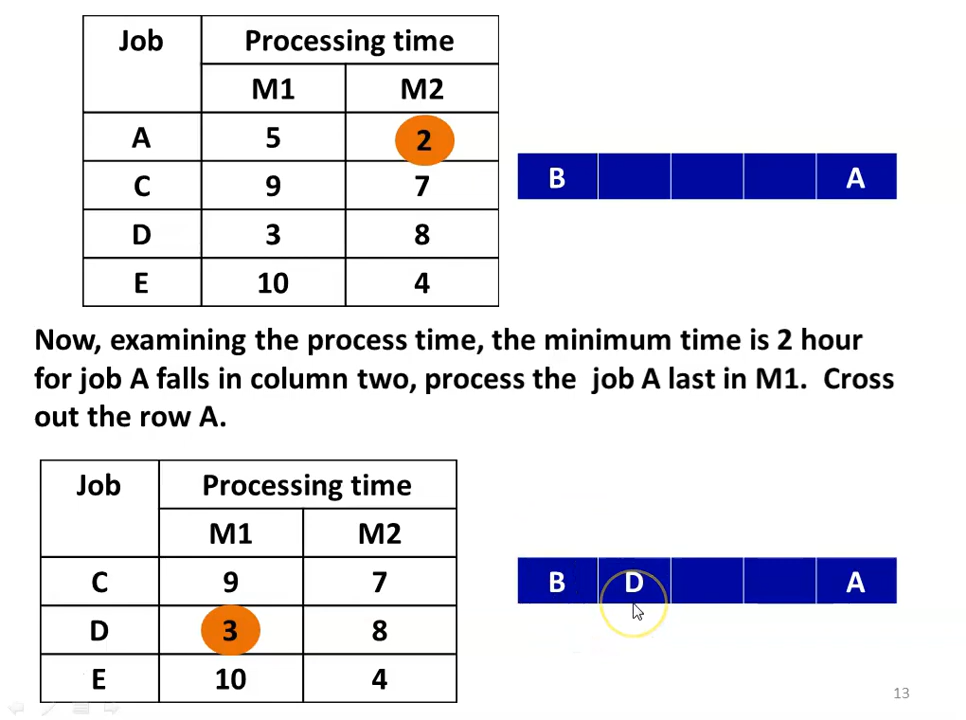 Job Processing time
M1 M2
A 5 2
C 9 7
D 3 8
E 10 4
B A
Now, examining the process time, the minimum time is 2 hour
for job A falls in column two, process the job A last in M1. Cross
out the row A.
Job Processing time
M1 M2
C 9 7
D 3 8
E 10 4
B D A
13